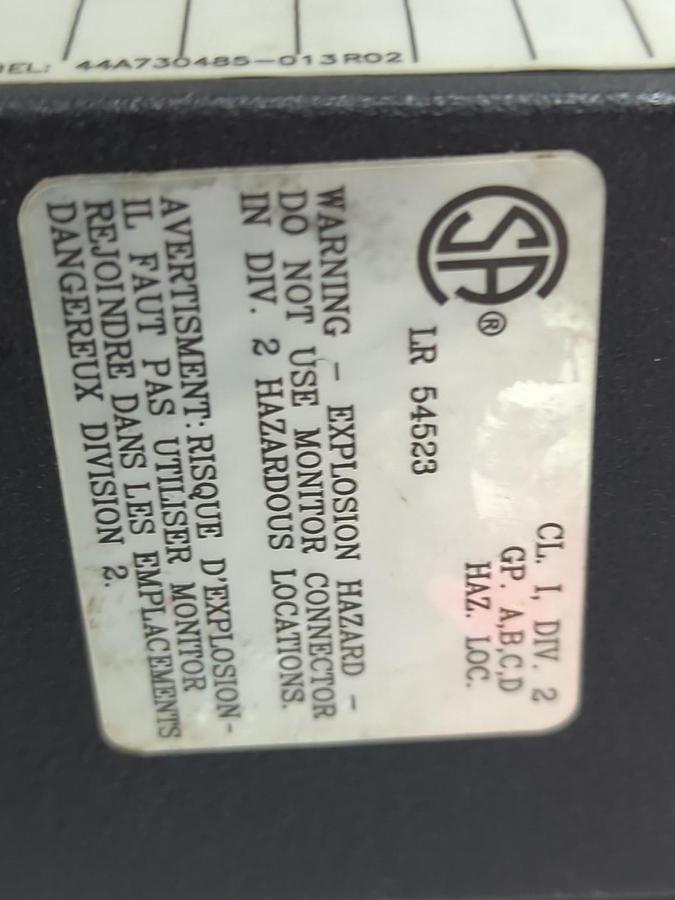 EL: 44A730485-013R02
SA®
LR 54523
CL. I, DIV. 2
GP. A,B,C,D
HAZ. LOC.
WARNING - EXPLOSION HAZARD -
DO NOT USE MONITOR CONNECTOR
IN DIV. 2 HAZARDOUS LOCATIONS.
AVERTISMENT: RISQUE D'EXPLOSION-
IL FAUT PAS UTILISER MONITOR
REJOINDRE DANS LES EMPLACEMENTS
DANGEREUX DIVISION 2.